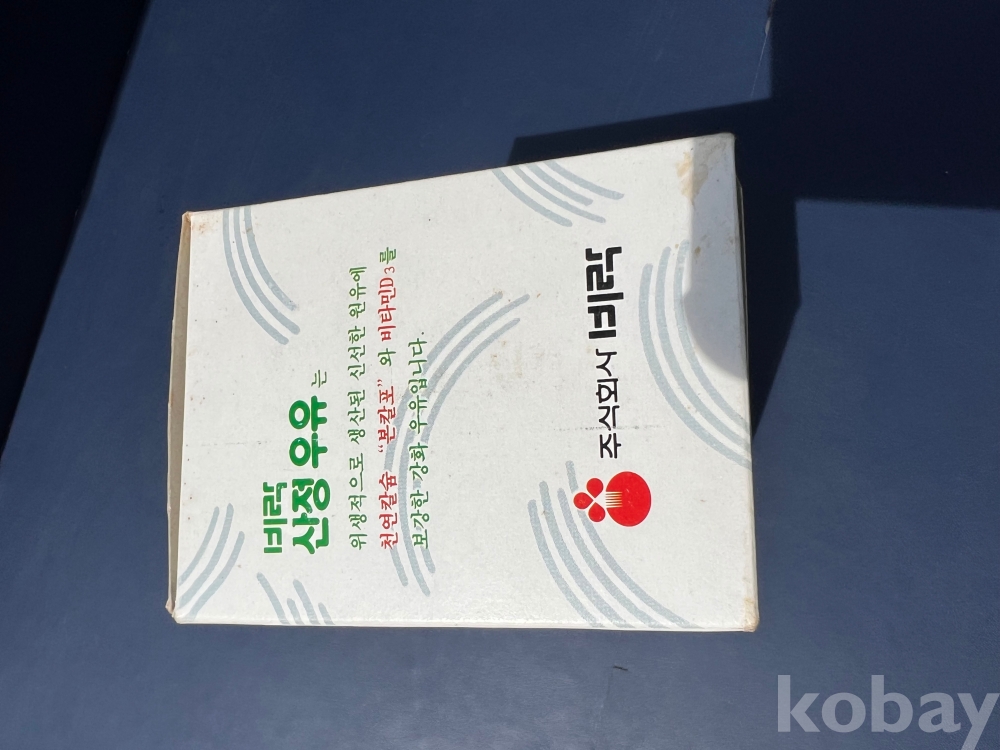 비락
산정우유는
위생적으로 생산된 신선한 원유에
천연칼슘 “본칼포” 와 비타민D₃를
보강한 강화 우유입니다.
주식회사 비락
kobay